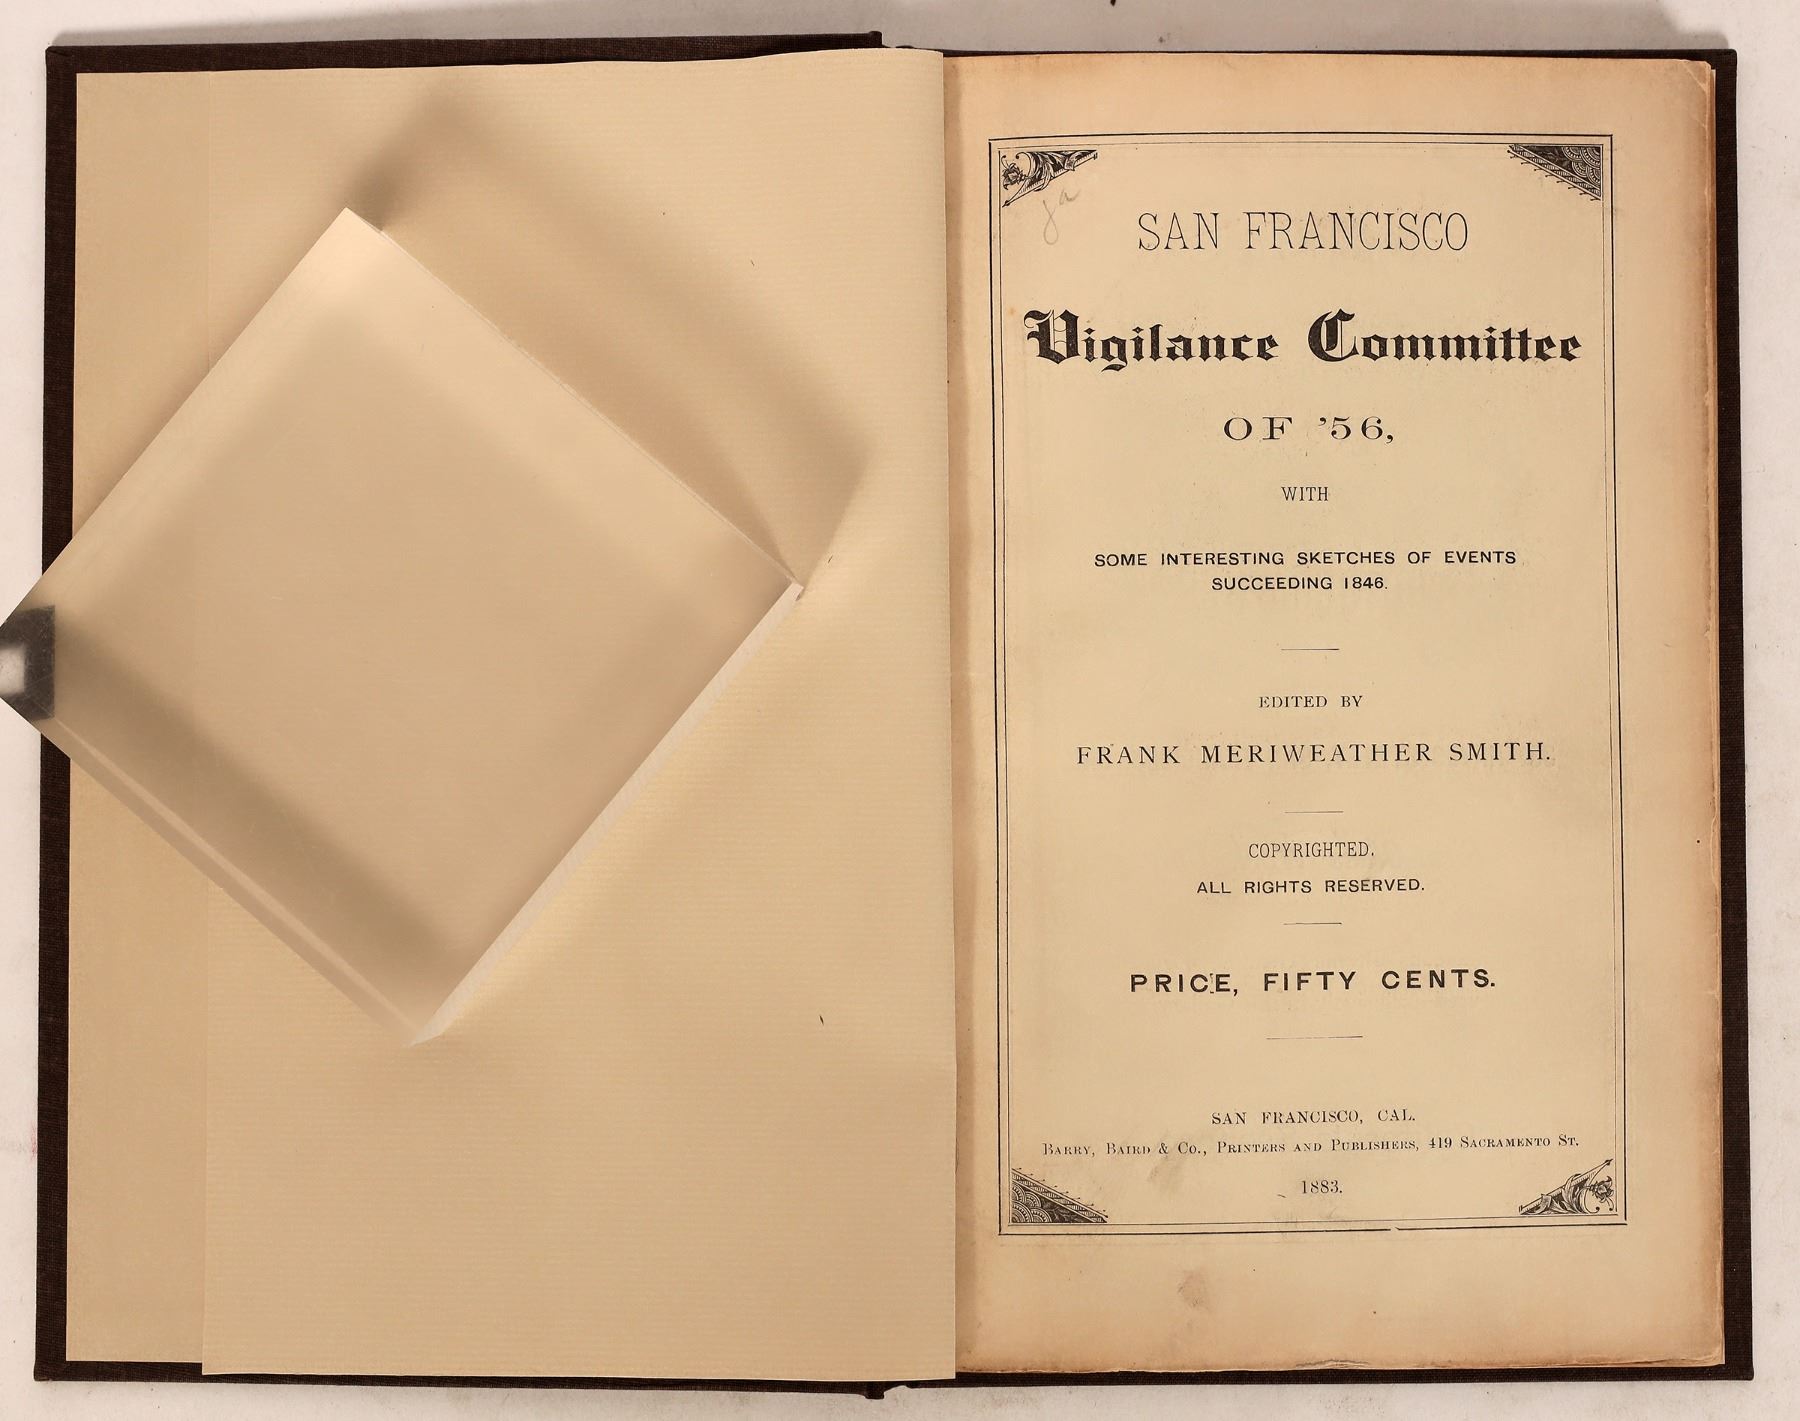 SAN FRANCISCO
Vigilance Committee
OF ’56,
WITH
SOME INTERESTING SKETCHES OF EVENTS
SUCCEEDING 1846.
EDITED BY
FRANK MERIWEATHER SMITH.
COPYRIGHTED.
ALL RIGHTS RESERVED.
PRICE, FIFTY CENTS.
SAN FRANCISCO, CAL.
BARRY, BAIRD & CO., PRINTERS AND PUBLISHERS, 419 SACRAMENTO ST.
1883.